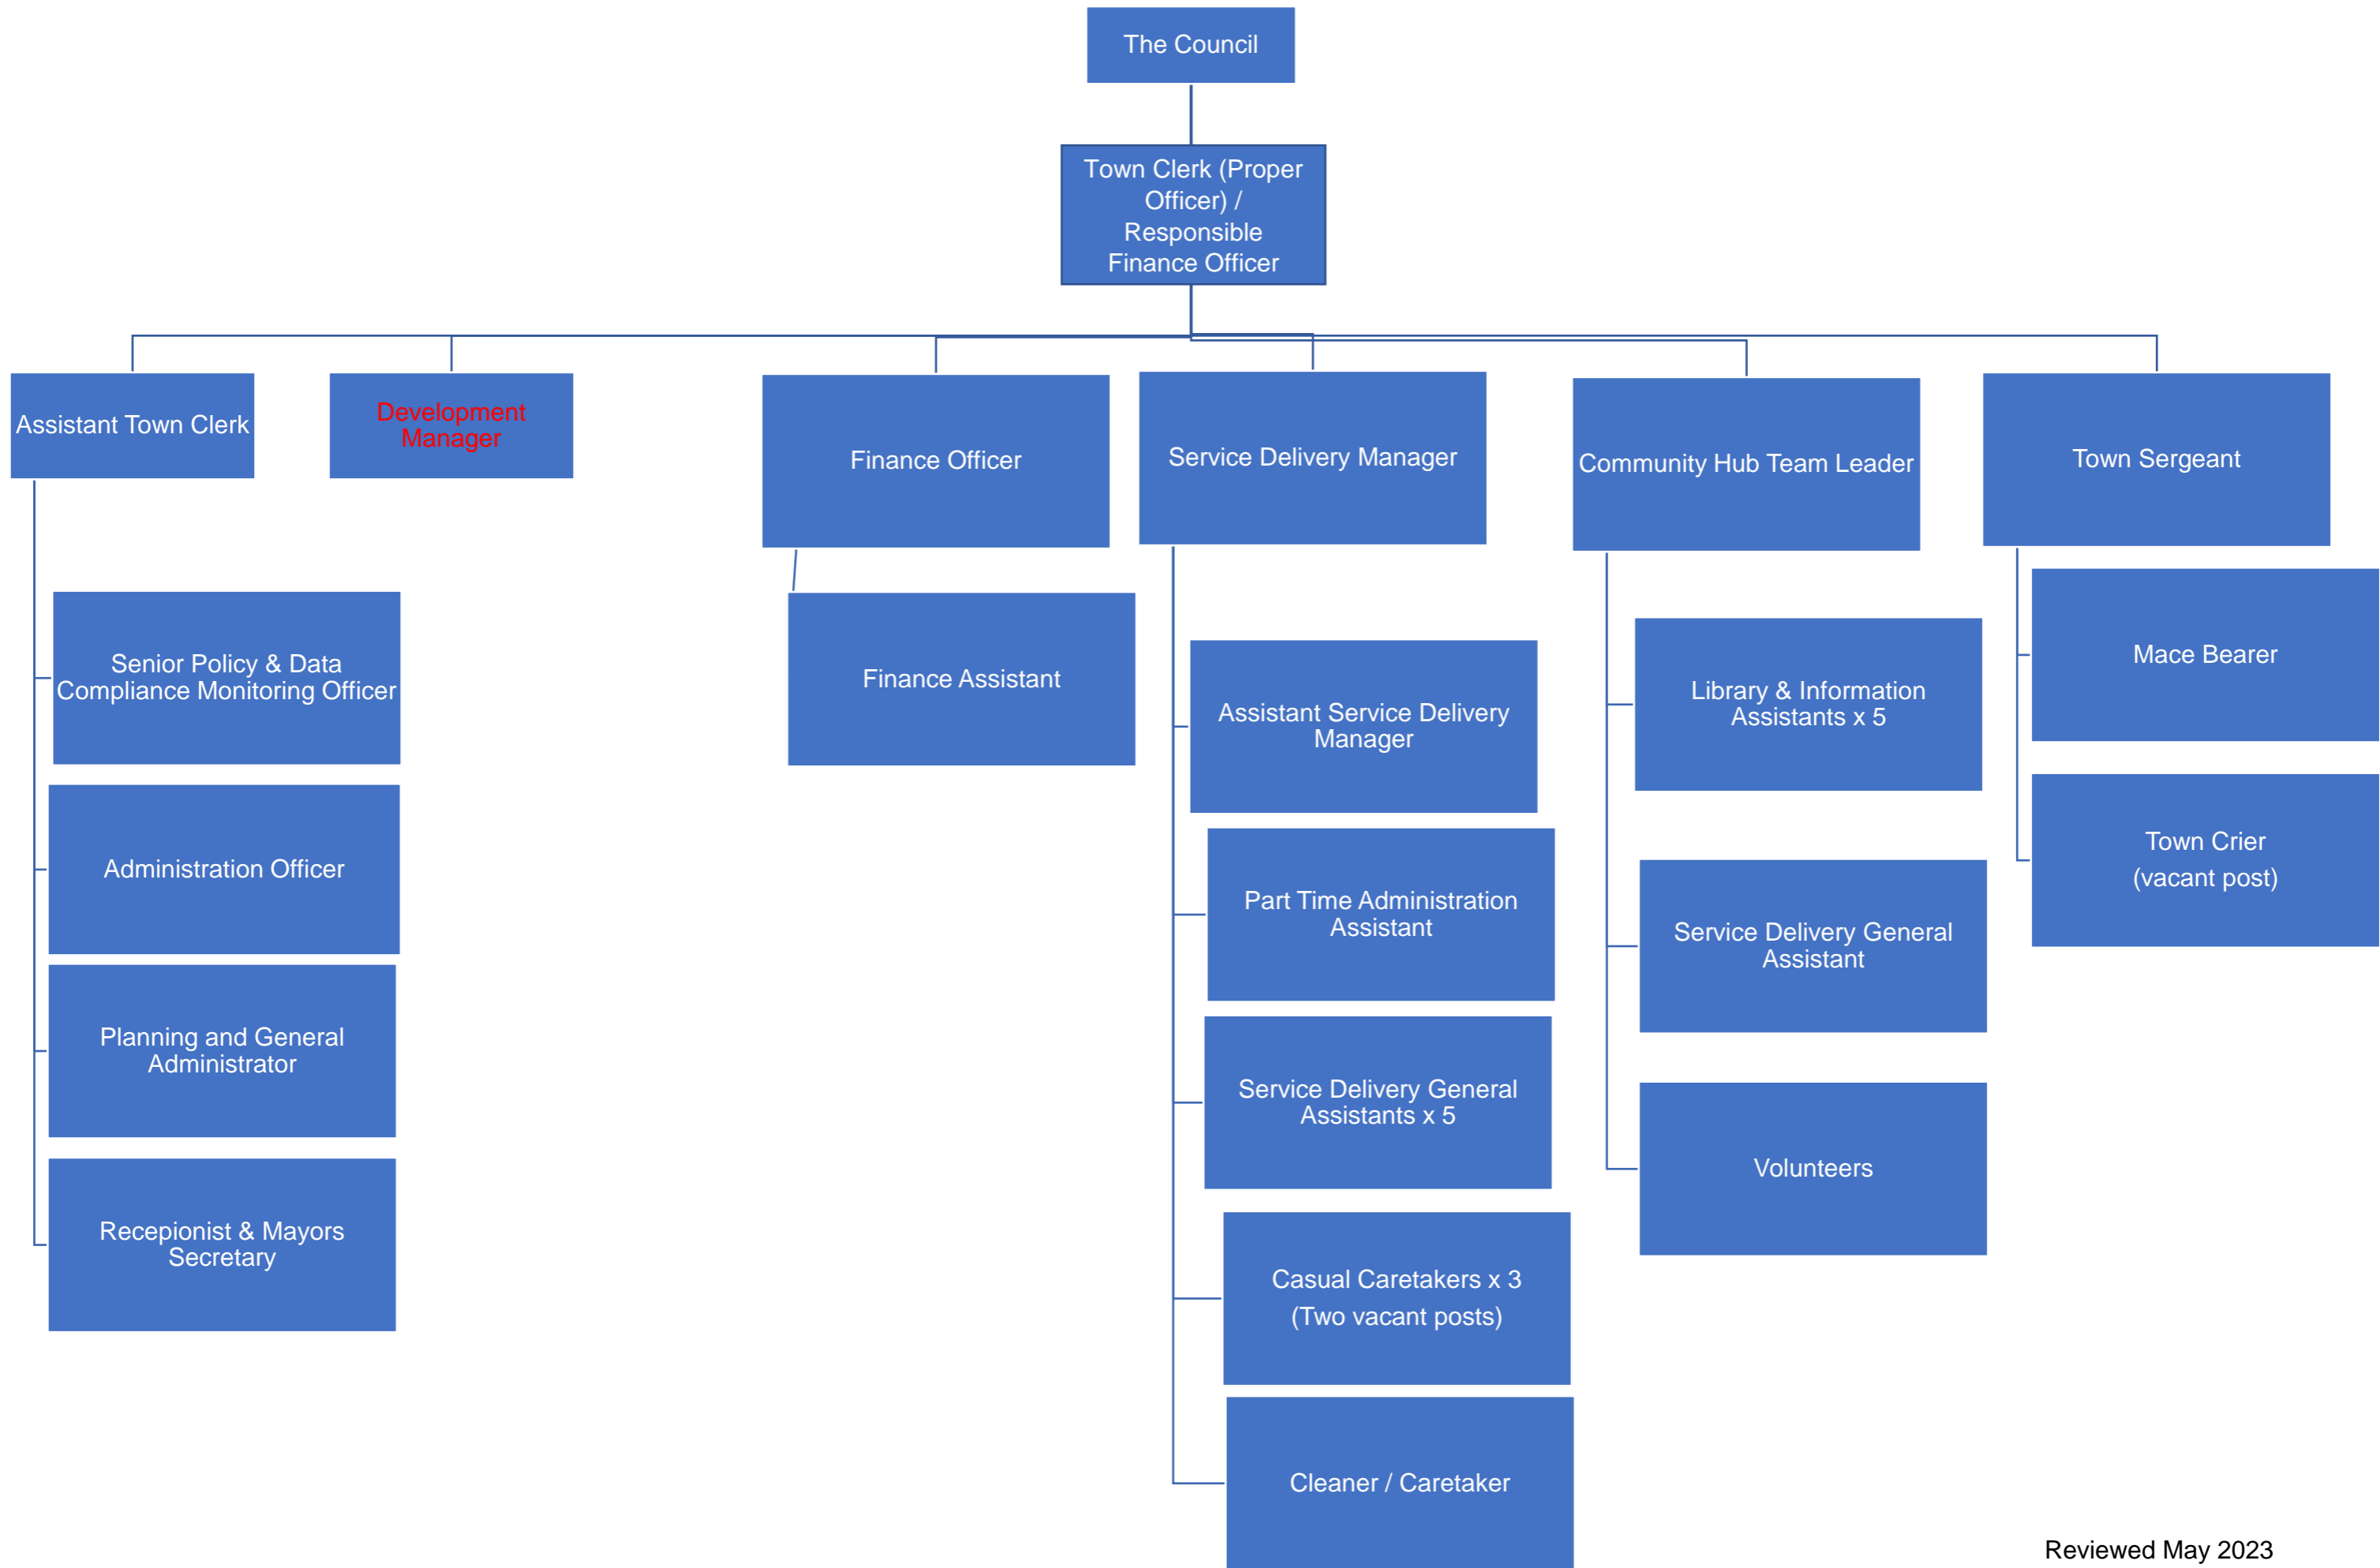 The Council
Town Clerk (Proper
Officer) /
Responsible
Finance Officer
Assistant Town Clerk
Development
Manager
Finance Officer
Service Delivery Manager
Community Hub Team Leader
Town Sergeant
Senior Policy & Data
Compliance Monitoring Officer
Administration Officer
Planning and General
Administrator
Recepionist & Mayors
Secretary
Finance Assistant
Assistant Service Delivery
Manager
Part Time Administration
Assistant
Service Delivery General
Assistants x 5
Casual Caretakers x 3
(Two vacant posts)
Cleaner / Caretaker
Library & Information
Assistants x 5
Service Delivery General
Assistant
Volunteers
Mace Bearer
Town Crier
(vacant post)
Reviewed May 2023